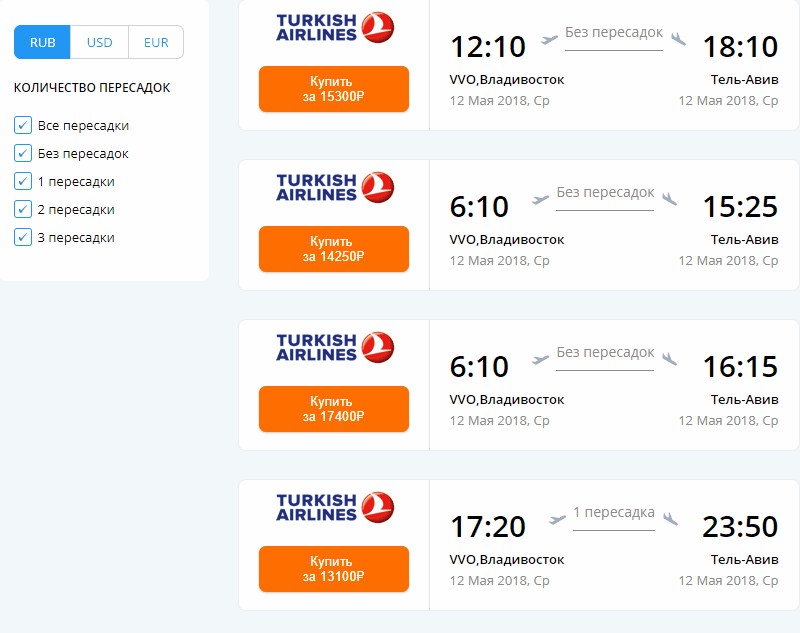 RUB USD EUR
КОЛИЧЕСТВО ПЕРЕСАДОК
Все пересадки
Без пересадок
1 пересадки
2 пересадки
3 пересадки
TURKISH
AIRLINES
Купить
за 15300₽
12:10
Без пересадок
18:10
VVO,Владивосток
Тель-Авив
12 Мая 2018, Ср
12 Мая 2018, Ср
TURKISH
AIRLINES
Купить
за 14250₽
6:10
Без пересадок
15:25
VVO,Владивосток
Тель-Авив
12 Мая 2018, Ср
12 Мая 2018, Ср
TURKISH
AIRLINES
Купить
за 17400₽
6:10
Без пересадок
16:15
VVO,Владивосток
Тель-Авив
12 Мая 2018, Ср
12 Мая 2018, Ср
TURKISH
AIRLINES
Купить
за 13100₽
17:20
1 пересадка
23:50
VVO,Владивосток
Тель-Авив
12 Мая 2018, Ср
12 Мая 2018, Ср